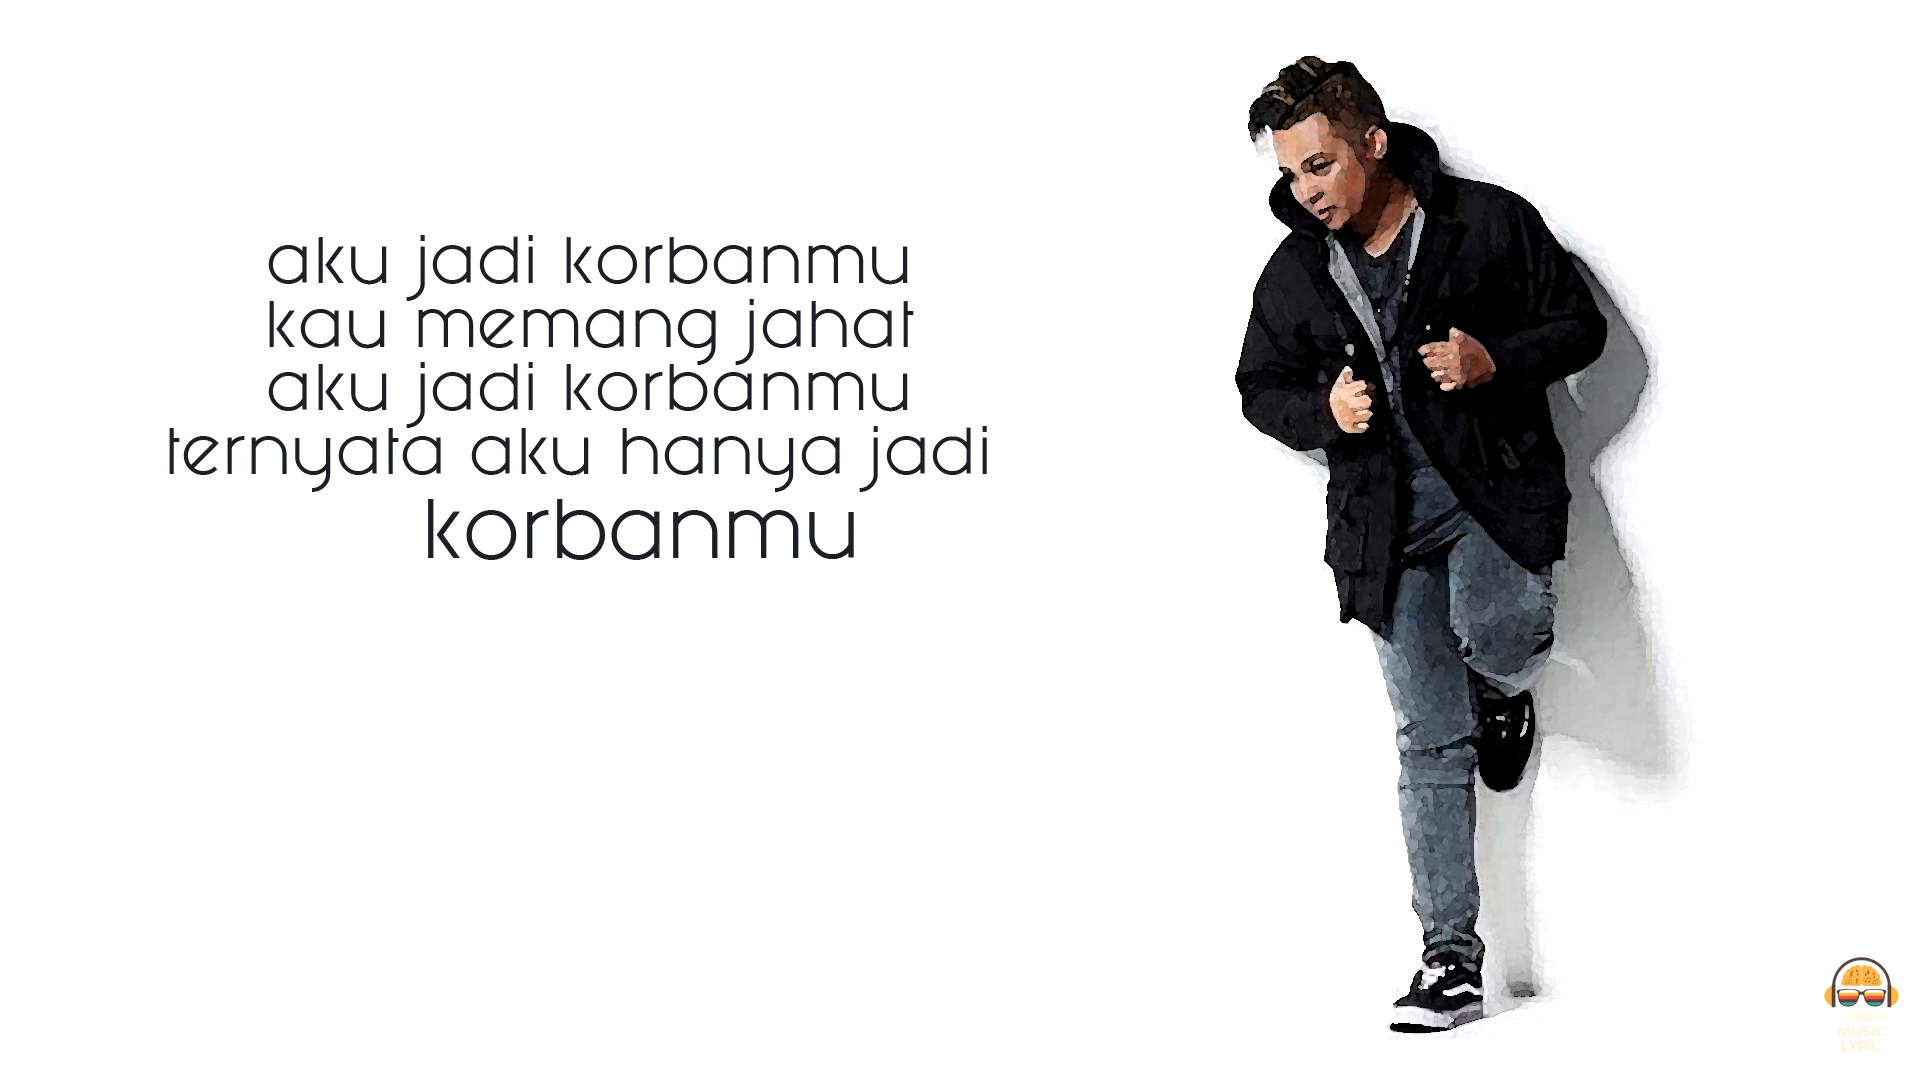 aku jadi korbanmu
kau memang jahat
aku jadi korbanmu
ternyata aku hanya jadi
korbanmu
MUSIC
LYRIC